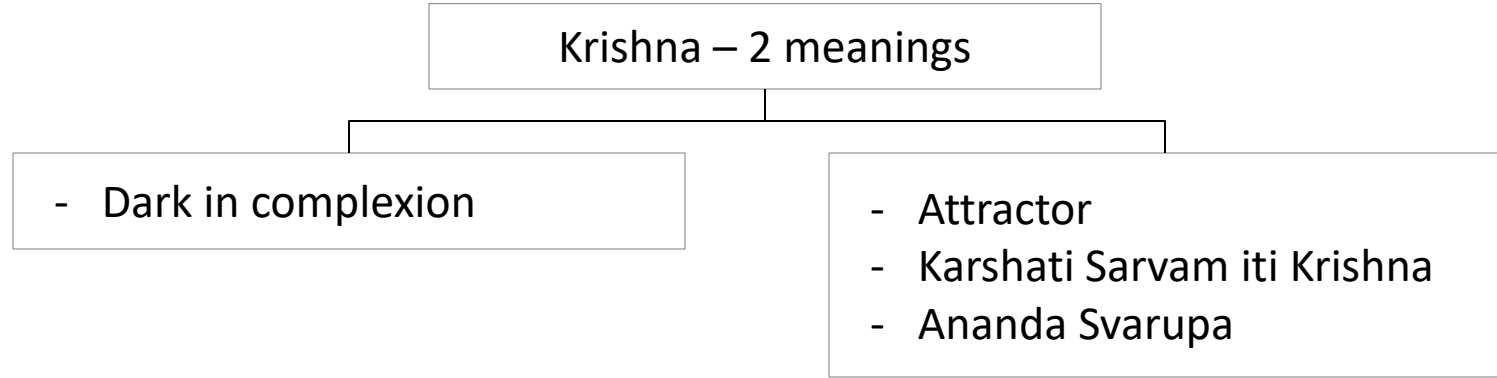 Krishna – 2 meanings
- Dark in complexion
- Attractor
- Karshati Sarvam iti Krishna
- Ananda Svarupa